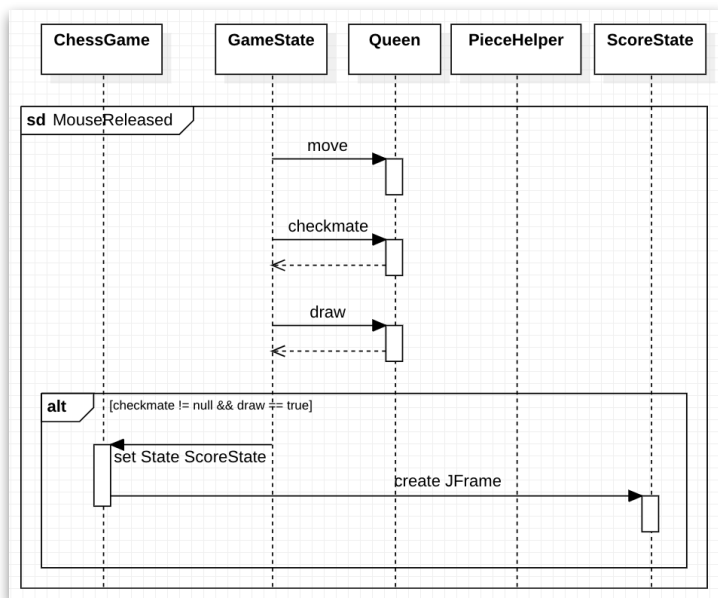 ChessGame
GameState
Queen
PieceHelper
ScoreState
sd MouseReleased
move
checkmate
draw
alt
[checkmate != null && draw == true]
set State ScoreState
create JFrame